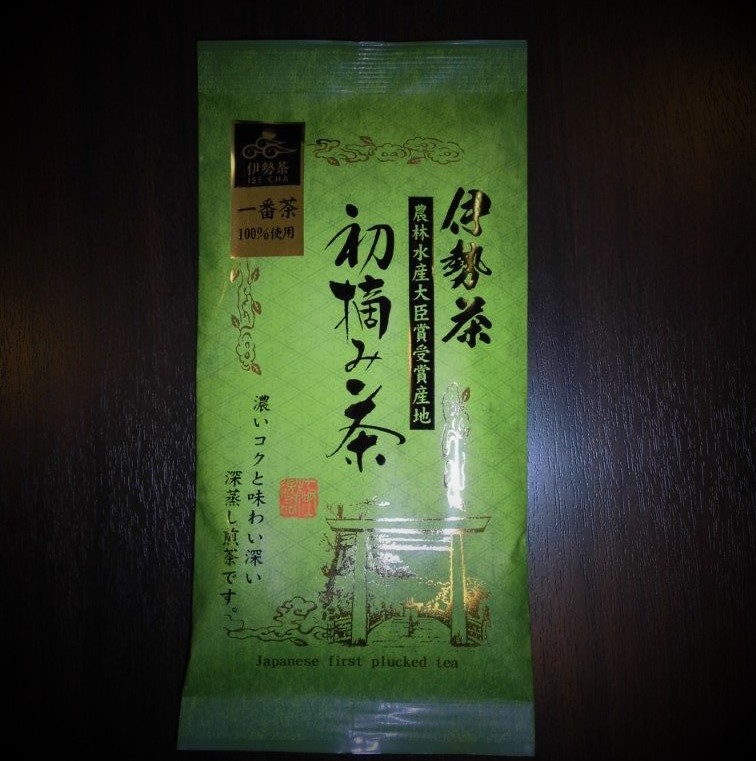 伊勢茶
ISE CHA
一番茶
100%使用
伊勢茶
農林水産大臣賞受賞産地
初摘み茶
濃いコクと味わい深い
深蒸し煎茶です。
Japanese first plucked tea